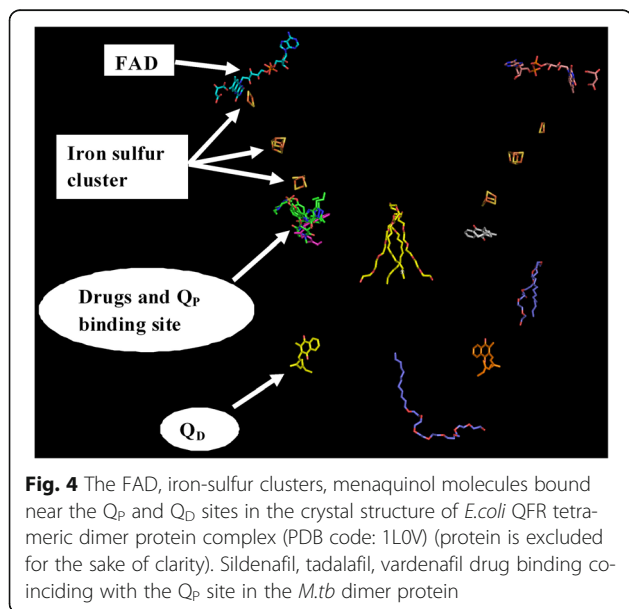 FAD
Iron sulfur
cluster
Drugs and QP
binding site
QD
Fig. 4 The FAD, iron-sulfur clusters, menaquinol molecules bound
near the QP and QD sites in the crystal structure of E.coli QFR tetra-
meric dimer protein complex (PDB code: 1L0V) (protein is excluded
for the sake of clarity). Sildenafil, tadalafil, vardenafil drug binding co-
inciding with the QP site in the M.tb dimer protein